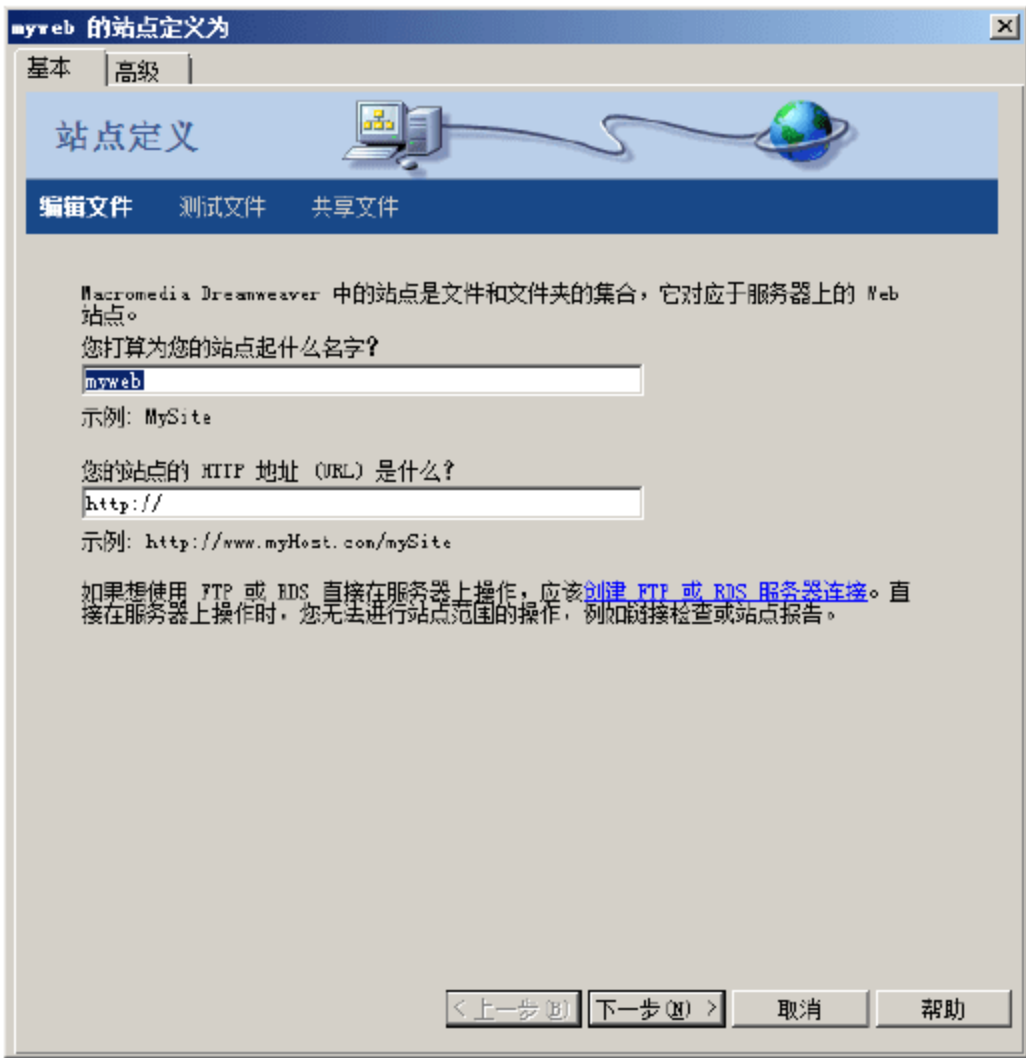 myweb 的站点定义为
基本 高级
站点定义
编辑文件 测试文件 共享文件
Macromedia Dreamweaver 中的站点是文件和文件夹的集合，它对应于服务器上的 Web
站点。
您打算为您的站点起什么名字?
myweb
示例: MySite
您的站点的 HTTP 地址 (URL) 是什么?
http://
示例: http://www.myHost.com/mySite
如果想使用 FTP 或 RDS 直接在服务器上操作，应该创建 FTP 或 RDS 服务器连接。直
接在服务器上操作时，您无法进行站点范围的操作，例如链接检查或站点报告。
< 上一步(B) 下一步(N) > 取消 帮助